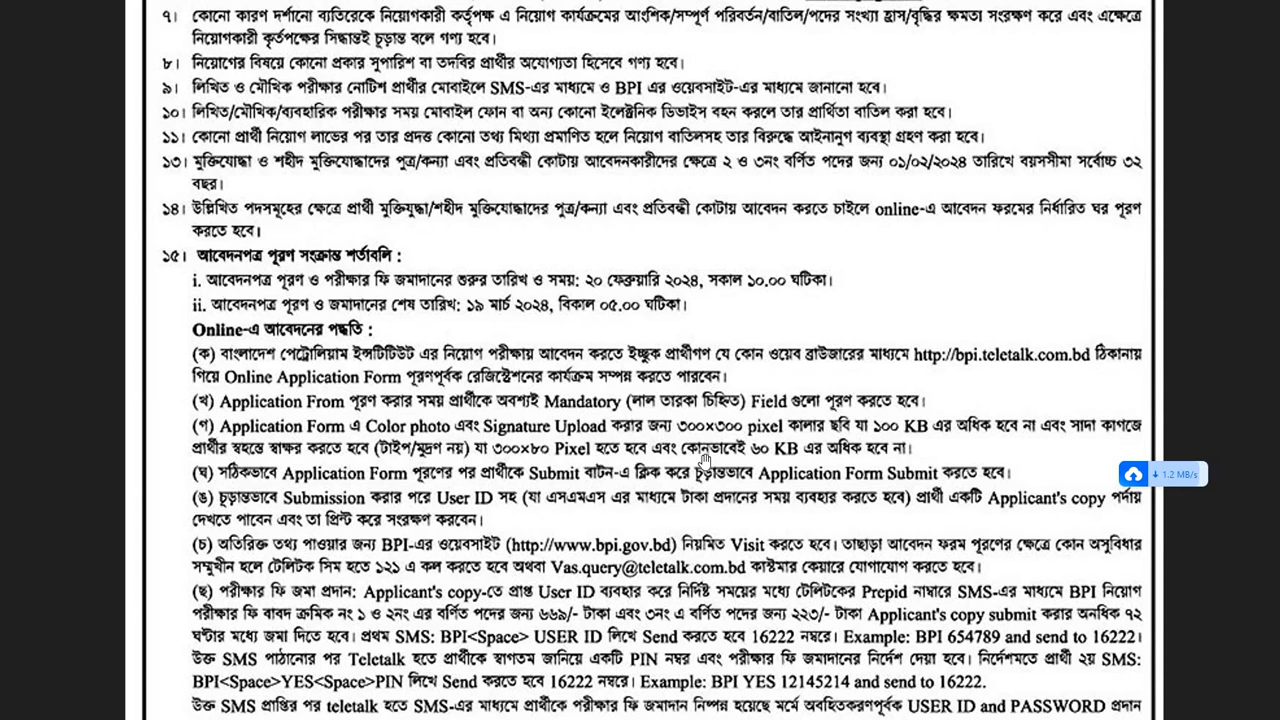 ৭। কোনো কারণ দর্শানো ব্যতিরেকে নিয়োগকারী কর্তৃপক্ষ এ নিয়োগ কার্যক্রমের আংশিক/সম্পূর্ণ পরিবর্তন/বাতিল/পদের সংখ্যা হ্রাস/বৃদ্ধির ক্ষমতা সংরক্ষণ করে এবং এক্ষেত্রে
নিয়োগকারী কৃর্তপক্ষের সিদ্ধান্তই চূড়ান্ত বলে গণ্য হবে।
৮। নিয়োগের বিষয়ে কোনো প্রকার সুপারিশ বা তদবির প্রার্থীর অযোগ্যতা হিসেবে গণ্য হবে।
৯। লিখিত ও মৌখিক পরীক্ষার নোটিশ প্রার্থীর মোবাইলে SMS-এর মাধ্যমে ও BPI এর ওয়েবসাইট-এর মাধ্যমে জানানো হবে।
১০। লিখিত/মৌখিক/ব্যবহারিক পরীক্ষার সময় মোবাইল ফোন বা অন্য কোনো ইলেক্ট্রনিক ডিভাইস বহন করলে তার প্রার্থিতা বাতিল করা হবে।
১১। কোনো প্রার্থী নিয়োগ লাভের পর তার প্রদত্ত কোনো তথ্য মিথ্যা প্রমাণিত হলে নিয়োগ বাতিলসহ তার বিরুদ্ধে আইনানুগ ব্যবস্থা গ্রহণ করা হবে।
১৩। মুক্তিযোদ্ধা ও শহীদ মুক্তিযোদ্ধাদের পুত্র/কন্যা এবং প্রতিবন্ধী কোটায় আবেদনকারীদের ক্ষেত্রে ২ ও ৩নং বর্ণিত পদের জন্য ০১/০২/২০২৪ তারিখে বয়সসীমা সর্বোচ্চ ৩২
বছর।
১৪। উল্লিখিত পদসমূহের ক্ষেত্রে প্রার্থী মুক্তিযুদ্ধা/শহীদ মুক্তিযোদ্ধাদের পুত্র/কন্যা এবং প্রতিবন্ধী কোটায় আবেদন করতে চাইলে online-এ আবেদন ফরমের নির্ধারিত ঘর পূরণ
করতে হবে।
১৫। আবেদনপত্র পূরণ সংক্রান্ত শর্তাবলি :
i. আবেদনপত্র পূরণ ও পরীক্ষার ফি জমাদানের শুরুর তারিখ ও সময়: ২০ ফেব্রুয়ারি ২০২৪, সকাল ১০.০০ ঘটিকা।
ii. আবেদনপত্র পূরণ ও জমাদানের শেষ তারিখ: ১৯ মার্চ ২০২৪, বিকাল ০৫.০০ ঘটিকা।
Online-এ আবেদনের পদ্ধতি :
(ক) বাংলাদেশ পেট্রোলিয়াম ইন্সটিটিউট এর নিয়োগ পরীক্ষায় আবেদন করতে ইচ্ছুক প্রার্থীগণ যে কোন ওয়েব ব্রাউজারের মাধ্যমে http://bpi.teletalk.com.bd ঠিকানায়
গিয়ে Online Application Form পূরণপূর্বক রেজিস্ট্রেশনের কার্যক্রম সম্পন্ন করতে পারবেন।
(খ) Application From পূরণ করার সময় প্রার্থীকে অবশ্যই Mandatory (লাল তারকা চিহ্নিত) Field গুলো পূরণ করতে হবে।
(গ) Application Form এ Color photo এবং Signature Upload করার জন্য ৩০০×৩০০ pixel কালার ছবি যা ১০০ KB এর অধিক হবে না এবং সাদা কাগজে
প্রার্থীর স্বহস্তে স্বাক্ষর করতে হবে (টাইপ/মুদ্রণ নয়) যা ৩০০×৮০ Pixel হতে হবে এবং কোনভাবেই ৬০ KB এর অধিক হবে না।
(ঘ) সঠিকভাবে Application Form পূরণের পর প্রার্থীকে Submit বাটন-এ ক্লিক করে চূড়ান্তভাবে Application Form Submit করতে হবে।
(ঙ) চূড়ান্তভাবে Submission করার পরে User ID সহ (যা এসএমএস এর মাধ্যমে টাকা প্রদানের সময় ব্যবহার করতে হবে) প্রার্থী একটি Applicant's copy পর্দায়
দেখতে পাবেন এবং তা প্রিন্ট করে সংরক্ষণ করবেন।
(চ) অতিরিক্ত তথ্য পাওয়ার জন্য BPI-এর ওয়েবসাইট (http://www.bpi.gov.bd) নিয়মিত Visit করতে হবে। তাছাড়া আবেদন ফরম পূরণের ক্ষেত্রে কোন অসুবিধার
সম্মুখীন হলে টেলিটক সিম হতে ১২১ এ কল করতে হবে অথবা Vas.query@teletalk.com.bd কাস্টমার কেয়ারে যোগাযোগ করতে হবে।
(ছ) পরীক্ষার ফি জমা প্রদান: Applicant's copy-তে প্রাপ্ত User ID ব্যবহার করে নির্দিষ্ট সময়ের মধ্যে টেলিটকের Prepid নাম্বারে SMS-এর মাধ্যমে BPI নিয়োগ
পরীক্ষার ফি বাবদ ক্রমিক নং ১ ও ২নং এর বর্ণিত পদের জন্য ৬৬৯/- টাকা এবং ৩নং এ বর্ণিত পদের জন্য ২২৩/- টাকা Applicant's copy submit করার অনধিক ৭২
ঘণ্টার মধ্যে জমা দিতে হবে। প্রথম SMS: BPI<Space> USER ID লিখে Send করতে হবে 16222 নম্বরে। Example: BPI 654789 and send to 16222।
উক্ত SMS পাঠানোর পর Teletalk হতে প্রার্থীকে স্বাগতম জানিয়ে একটি PIN নম্বর এবং পরীক্ষার ফি জমাদানের নির্দেশ দেয়া হবে। নির্দেশমতে প্রার্থী ২য় SMS:
BPI<Space>YES<Space>PIN লিখে Send করতে হবে 16222 নম্বরে। Example: BPI YES 12145214 and send to 16222.
উক্ত SMS প্রাপ্তির পর teletalk হতে SMS-এর মাধ্যমে প্রার্থীকে পরীক্ষার ফি জমাদান নিষ্পন্ন হয়েছে মর্মে অবহিতকরণপূর্বক USER ID and PASSWORD প্রদান
1.2 MB/s